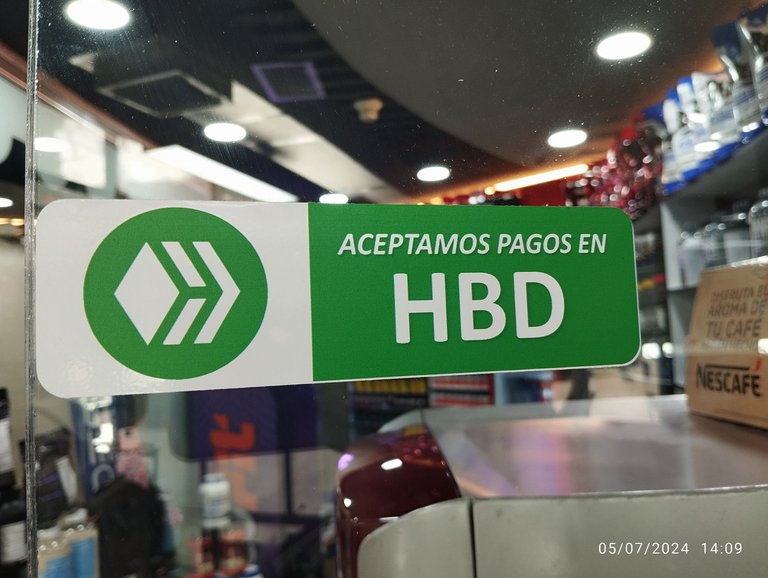 ACEPTAMOS PAGOS EN
HBD
DISFRUTA EL
AROMA DE
TU CAFÉ
NESCAFÉ
05/07/2024 14:09